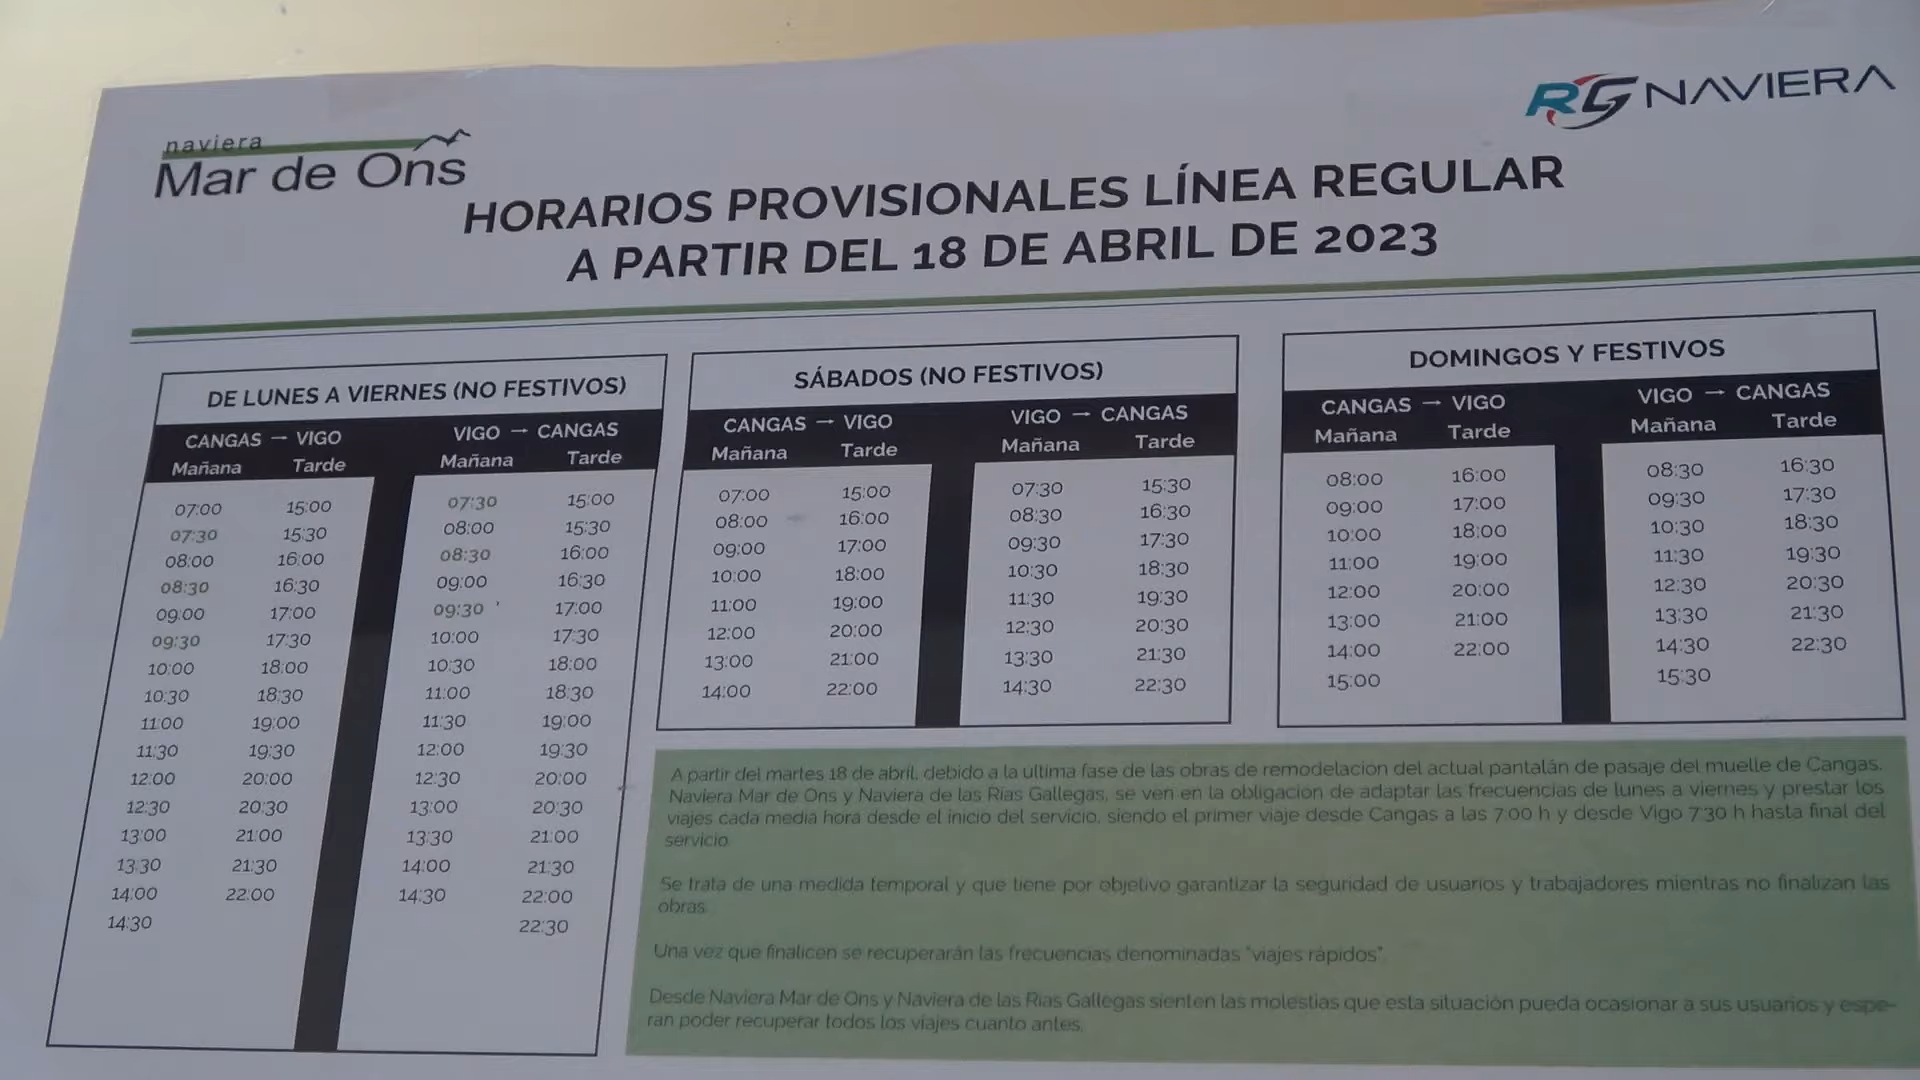 naviera
Mar de Ons
RG NAVIERA
HORARIOS PROVISIONALES LÍNEA REGULAR
A PARTIR DEL 18 DE ABRIL DE 2023
DE LUNES A VIERNES (NO FESTIVOS)
CANGAS → VIGO VIGO → CANGAS
Mañana Tarde Mañana Tarde
07:00 15:00 07:30 15:00
07:30 15:30 08:00 15:30
08:00 16:00 08:30 16:00
08:30 16:30 09:00 16:30
09:00 17:00 09:30 17:00
09:30 17:30 10:00 17:30
10:00 18:00 10:30 18:00
10:30 18:30 11:00 18:30
11:00 19:00 11:30 19:00
11:30 19:30 12:00 19:30
12:00 20:00 12:30 20:00
12:30 20:30 13:00 20:30
13:00 21:00 13:30 21:00
13:30 21:30 14:00 21:30
14:00 22:00 14:30 22:00
14:30 22:30
SÁBADOS (NO FESTIVOS)
CANGAS → VIGO VIGO → CANGAS
Mañana Tarde Mañana Tarde
07:00 15:00 07:30 15:30
08:00 16:00 08:30 16:30
09:00 17:00 09:30 17:30
10:00 18:00 10:30 18:30
11:00 19:00 11:30 19:30
12:00 20:00 12:30 20:30
13:00 21:00 13:30 21:30
14:00 22:00 14:30 22:30
DOMINGOS Y FESTIVOS
CANGAS → VIGO VIGO → CANGAS
Mañana Tarde Mañana Tarde
08:00 16:00 08:30 16:30
09:00 17:00 09:30 17:30
10:00 18:00 10:30 18:30
11:00 19:00 11:30 19:30
12:00 20:00 12:30 20:30
13:00 21:00 13:30 21:30
14:00 22:00 14:30 22:30
15:00 15:30
A partir del martes 18 de abril, debido a la ultima fase de las obras de remodelacion del actual pantalán de pasaje del muelle de Cangas,
Naviera Mar de Ons y Naviera de las Rias Gallegas, se ven en la obligacion de adaptar las frecuencias de lunes a viernes y prestar los
viajes cada media hora desde el inicio del servicio, siendo el primer viaje desde Cangas a las 7:00 h y desde Vigo 7:30 h hasta final del
servicio.
Se trata de una medida temporal y que tiene por objetivo garantizar la seguridad de usuarios y trabajadores mientras no finalizan las
obras.
Una vez que finalicen se recuperarán las frecuencias denominadas "viajes rápidos".
Desde Naviera Mar de Ons y Naviera de las Rias Gallegas sienten las molestias que esta situación pueda ocasionar a sus usuarios y espe-
ran poder recuperar todos los viajes cuanto antes.